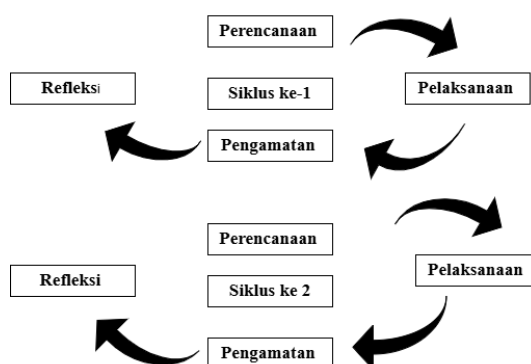 Perencanaan
Refleksi
Siklus ke-1
Pelaksanaan
Pengamatan
Perencanaan
Refleksi
Siklus ke 2
Pelaksanaan
Pengamatan